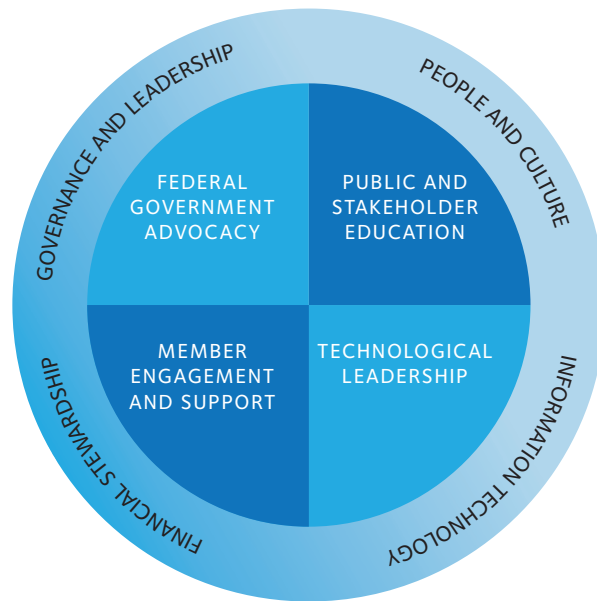 GOVERNANCE AND LEADERSHIP
PEOPLE AND CULTURE
FEDERAL
GOVERNMENT
ADVOCACY
PUBLIC AND
STAKEHOLDER
EDUCATION
MEMBER
ENGAGEMENT
AND SUPPORT
TECHNOLOGICAL
LEADERSHIP
FINANCIAL STEWARDSHIP
INFORMATION TECHNOLOGY